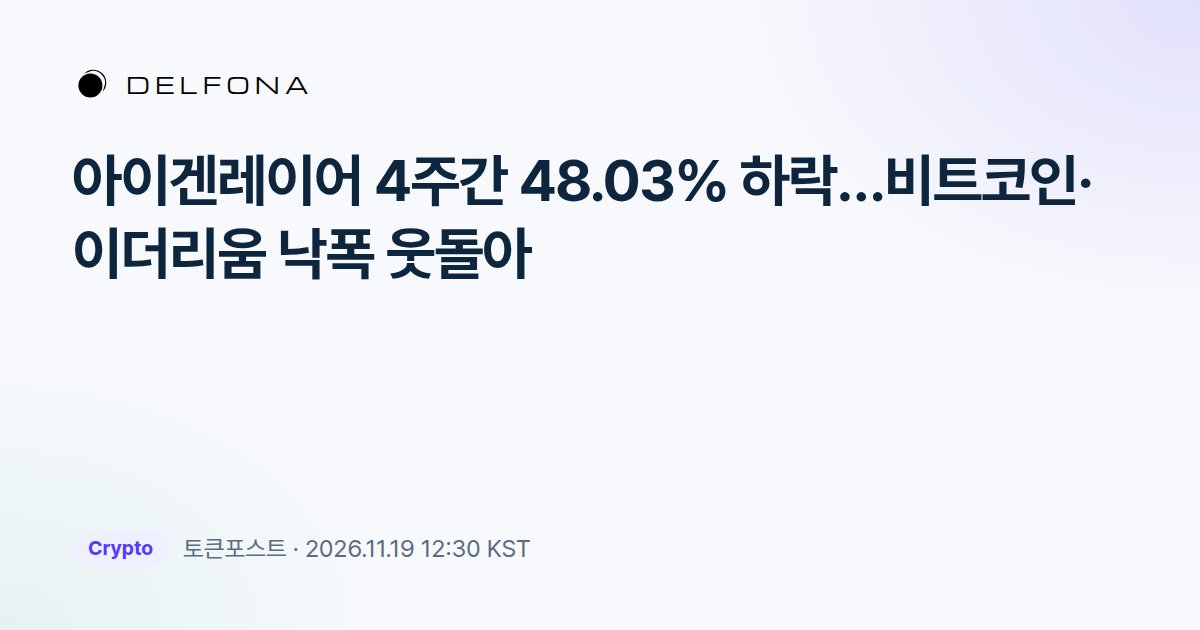 DELFONA
아이겐레이어 4주간 48.03% 하락...비트코인·
이더리움 낙폭 웃돌아
Crypto 토큰포스트 · 2026.11.19 12:30 KST